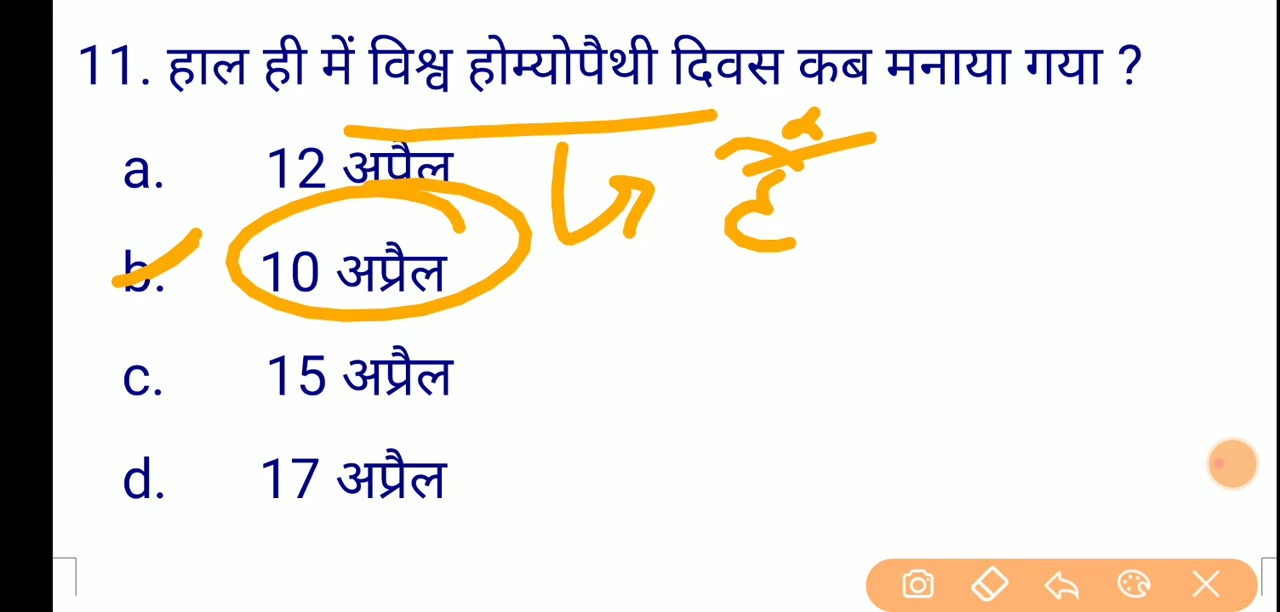 11. हाल ही में विश्व होम्योपैथी दिवस कब मनाया गया ?
a. 12 अप्रैल
b. 10 अप्रैल
c. 15 अप्रैल
d. 17 अप्रैल